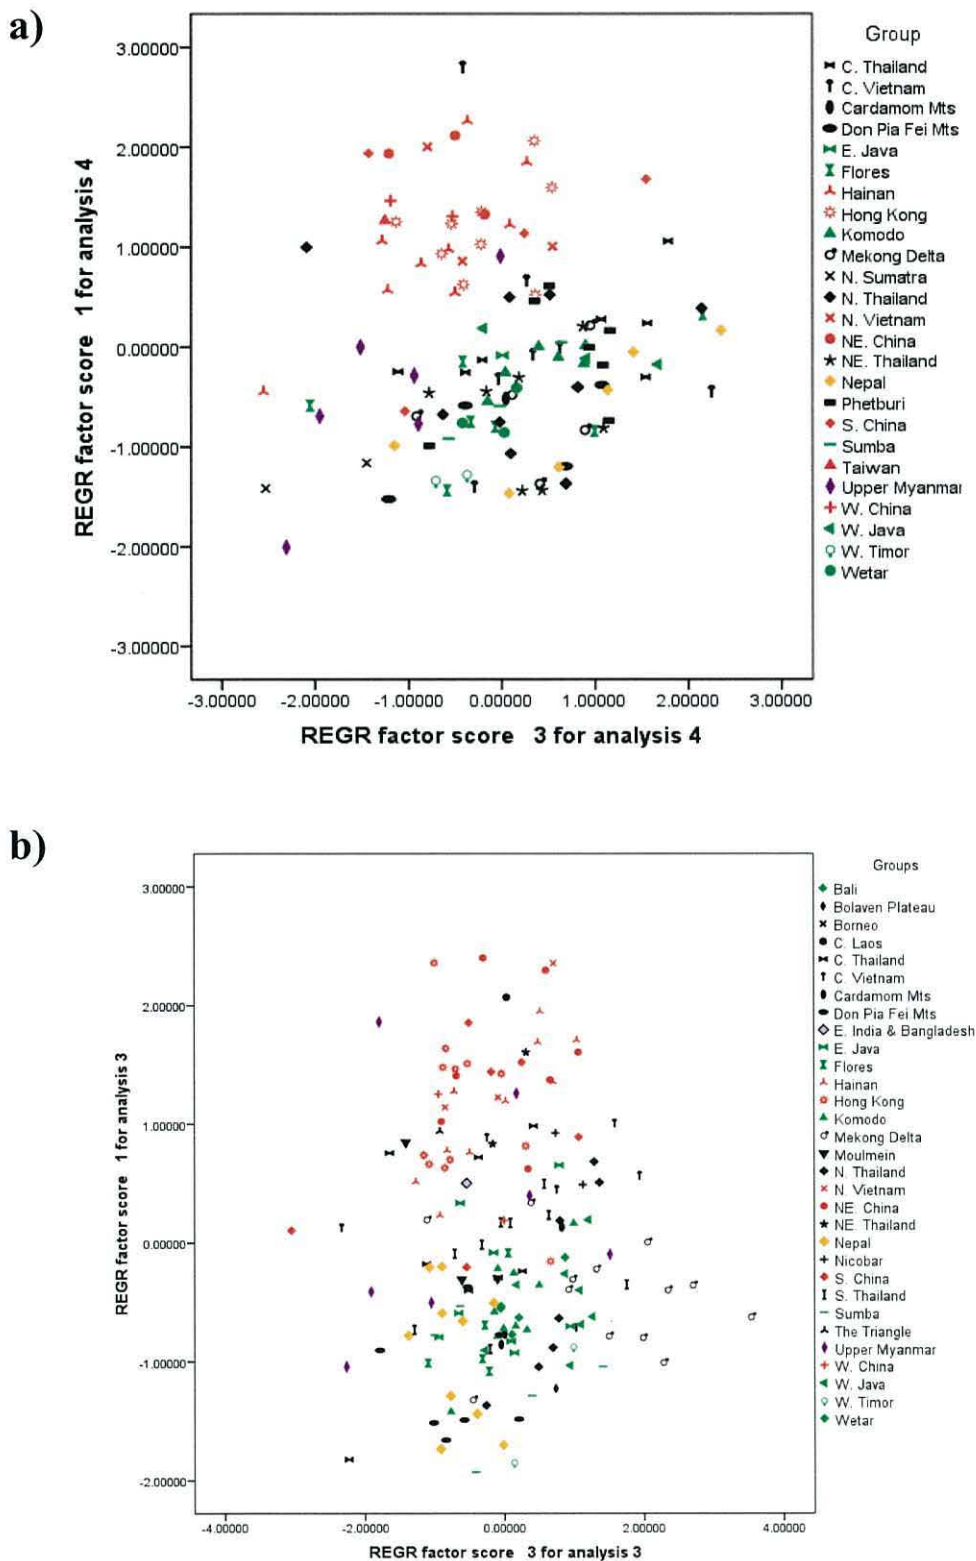 a)
3.00000
2.00000
1.00000
0.00000
-1.00000
-2.00000
-3.00000
REGR factor score 1 for analysis 4
-3.00000 -2.00000 -1.00000 0.00000 1.00000 2.00000 3.00000
REGR factor score 3 for analysis 4
Group
C. Thailand
C. Vietnam
Cardamom Mts
Don Pia Fei Mts
E. Java
Flores
Hainan
Hong Kong
Komodo
Mekong Delta
N. Sumatra
N. Thailand
N. Vietnam
NE. China
NE. Thailand
Nepal
Phetburi
S. China
Sumba
Taiwan
Upper Myanmar
W. China
W. Java
W. Timor
Wetar
b)
3.00000
2.00000
1.00000
0.00000
-1.00000
-2.00000
REGR factor score 1 for analysis 3
-4.00000 -2.00000 0.00000 2.00000 4.00000
REGR factor score 3 for analysis 3
Groups
Bali
Bolaven Plateau
Borneo
C. Laos
C. Thailand
C. Vietnam
Cardamom Mts
Don Pia Fei Mts
E. India & Bangladesh
E. Java
Flores
Hainan
Hong Kong
Komodo
Mekong Delta
Moulmein
N. Thailand
N. Vietnam
NE. China
NE. Thailand
Nepal
Nicobar
S. China
S. Thailand
Sumba
The Triangle
Upper Myanmar
W. China
W. Java
W. Timor
Wetar